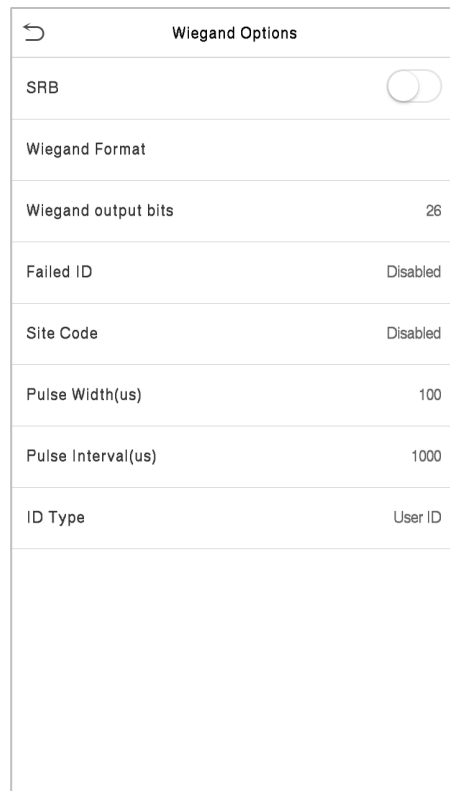 Wiegand Options
SRB
Wiegand Format
Wiegand output bits 26
Failed ID Disabled
Site Code Disabled
Pulse Width(us) 100
Pulse Interval(us) 1000
ID Type User ID